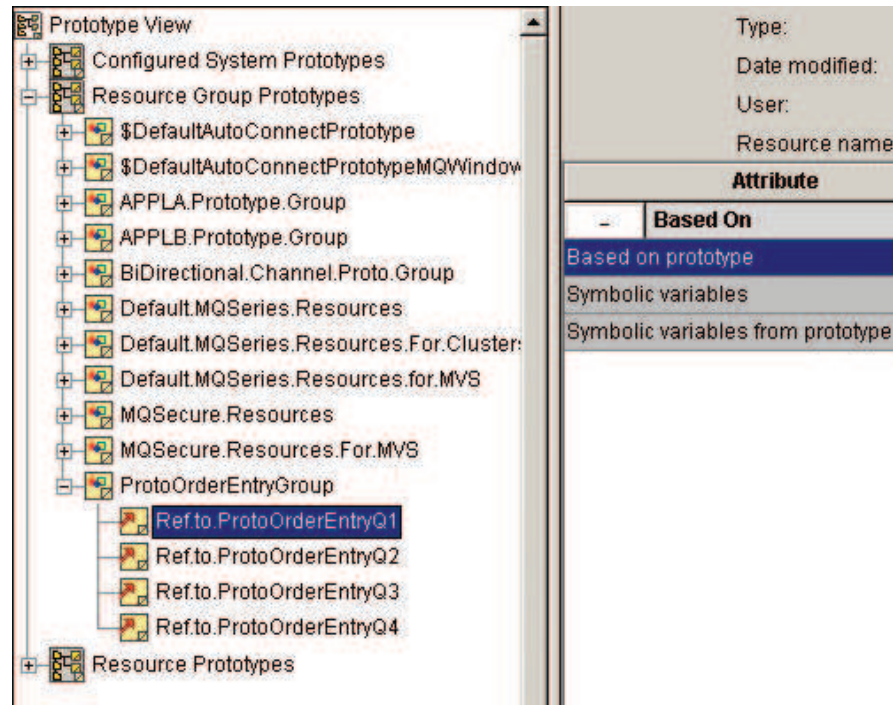 Prototype View
Configured System Prototypes
Resource Group Prototypes
$DefaultAutoConnectPrototype
$DefaultAutoConnectPrototypeMQWindow
APPLA.Prototype.Group
APPLB.Prototype.Group
BiDirectional.Channel.Proto.Group
Default.MQSeries.Resources
Default.MQSeries.Resources.For.Clusters
Default.MQSeries.Resources.for.MVS
MQSecure.Resources
MQSecure.Resources.For.MVS
ProtoOrderEntryGroup
Ref.to.ProtoOrderEntryQ1
Ref.to.ProtoOrderEntryQ2
Ref.to.ProtoOrderEntryQ3
Ref.to.ProtoOrderEntryQ4
Resource Prototypes
Type:
Date modified:
User:
Resource name
Attribute
Based On
Based on prototype
Symbolic variables
Symbolic variables from prototype